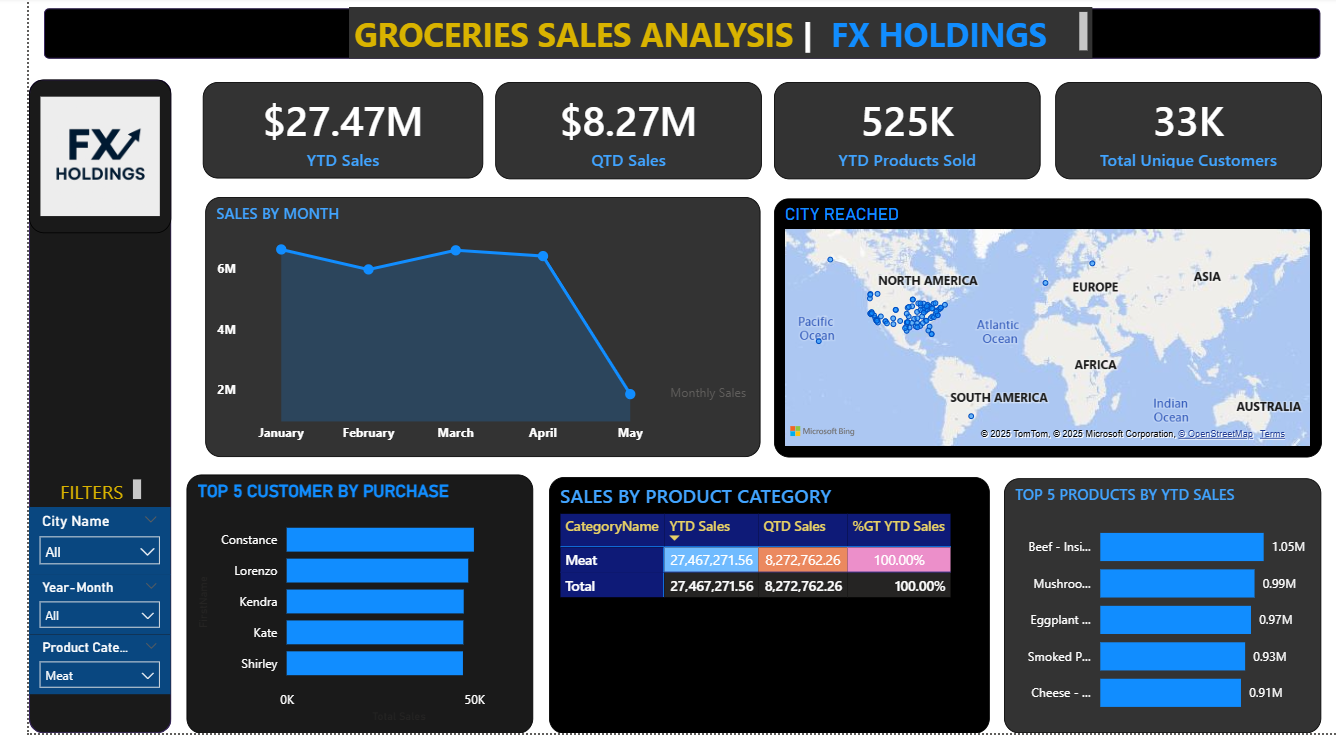 GROCERIES SALES ANALYSIS | FX HOLDINGS
FX
HOLDINGS
$27.47M
YTD Sales
$8.27M
QTD Sales
525K
YTD Products Sold
33K
Total Unique Customers
SALES BY MONTH
6M
4M
2M
January February March April May
Monthly Sales
CITY REACHED
NORTH AMERICA
EUROPE
ASIA
Pacific
Ocean
Atlantic
Ocean
AFRICA
SOUTH AMERICA
Indian
Ocean
AUSTRALIA
Microsoft Bing
© 2025 TomTom, © 2025 Microsoft Corporation, © OpenStreetMap Terms
FILTERS
City Name
All
Year-Month
All
Product Cate...
Meat
TOP 5 CUSTOMER BY PURCHASE
FirstName
Constance
Lorenzo
Kendra
Kate
Shirley
0K 50K
Total Sales
SALES BY PRODUCT CATEGORY
CategoryName YTD Sales QTD Sales %GT YTD Sales
Meat 27,467,271.56 8,272,762.26 100.00%
Total 27,467,271.56 8,272,762.26 100.00%
TOP 5 PRODUCTS BY YTD SALES
Beef - Insi... 1.05M
Mushroo... 0.99M
Eggplant ... 0.97M
Smoked P... 0.93M
Cheese - ... 0.91M